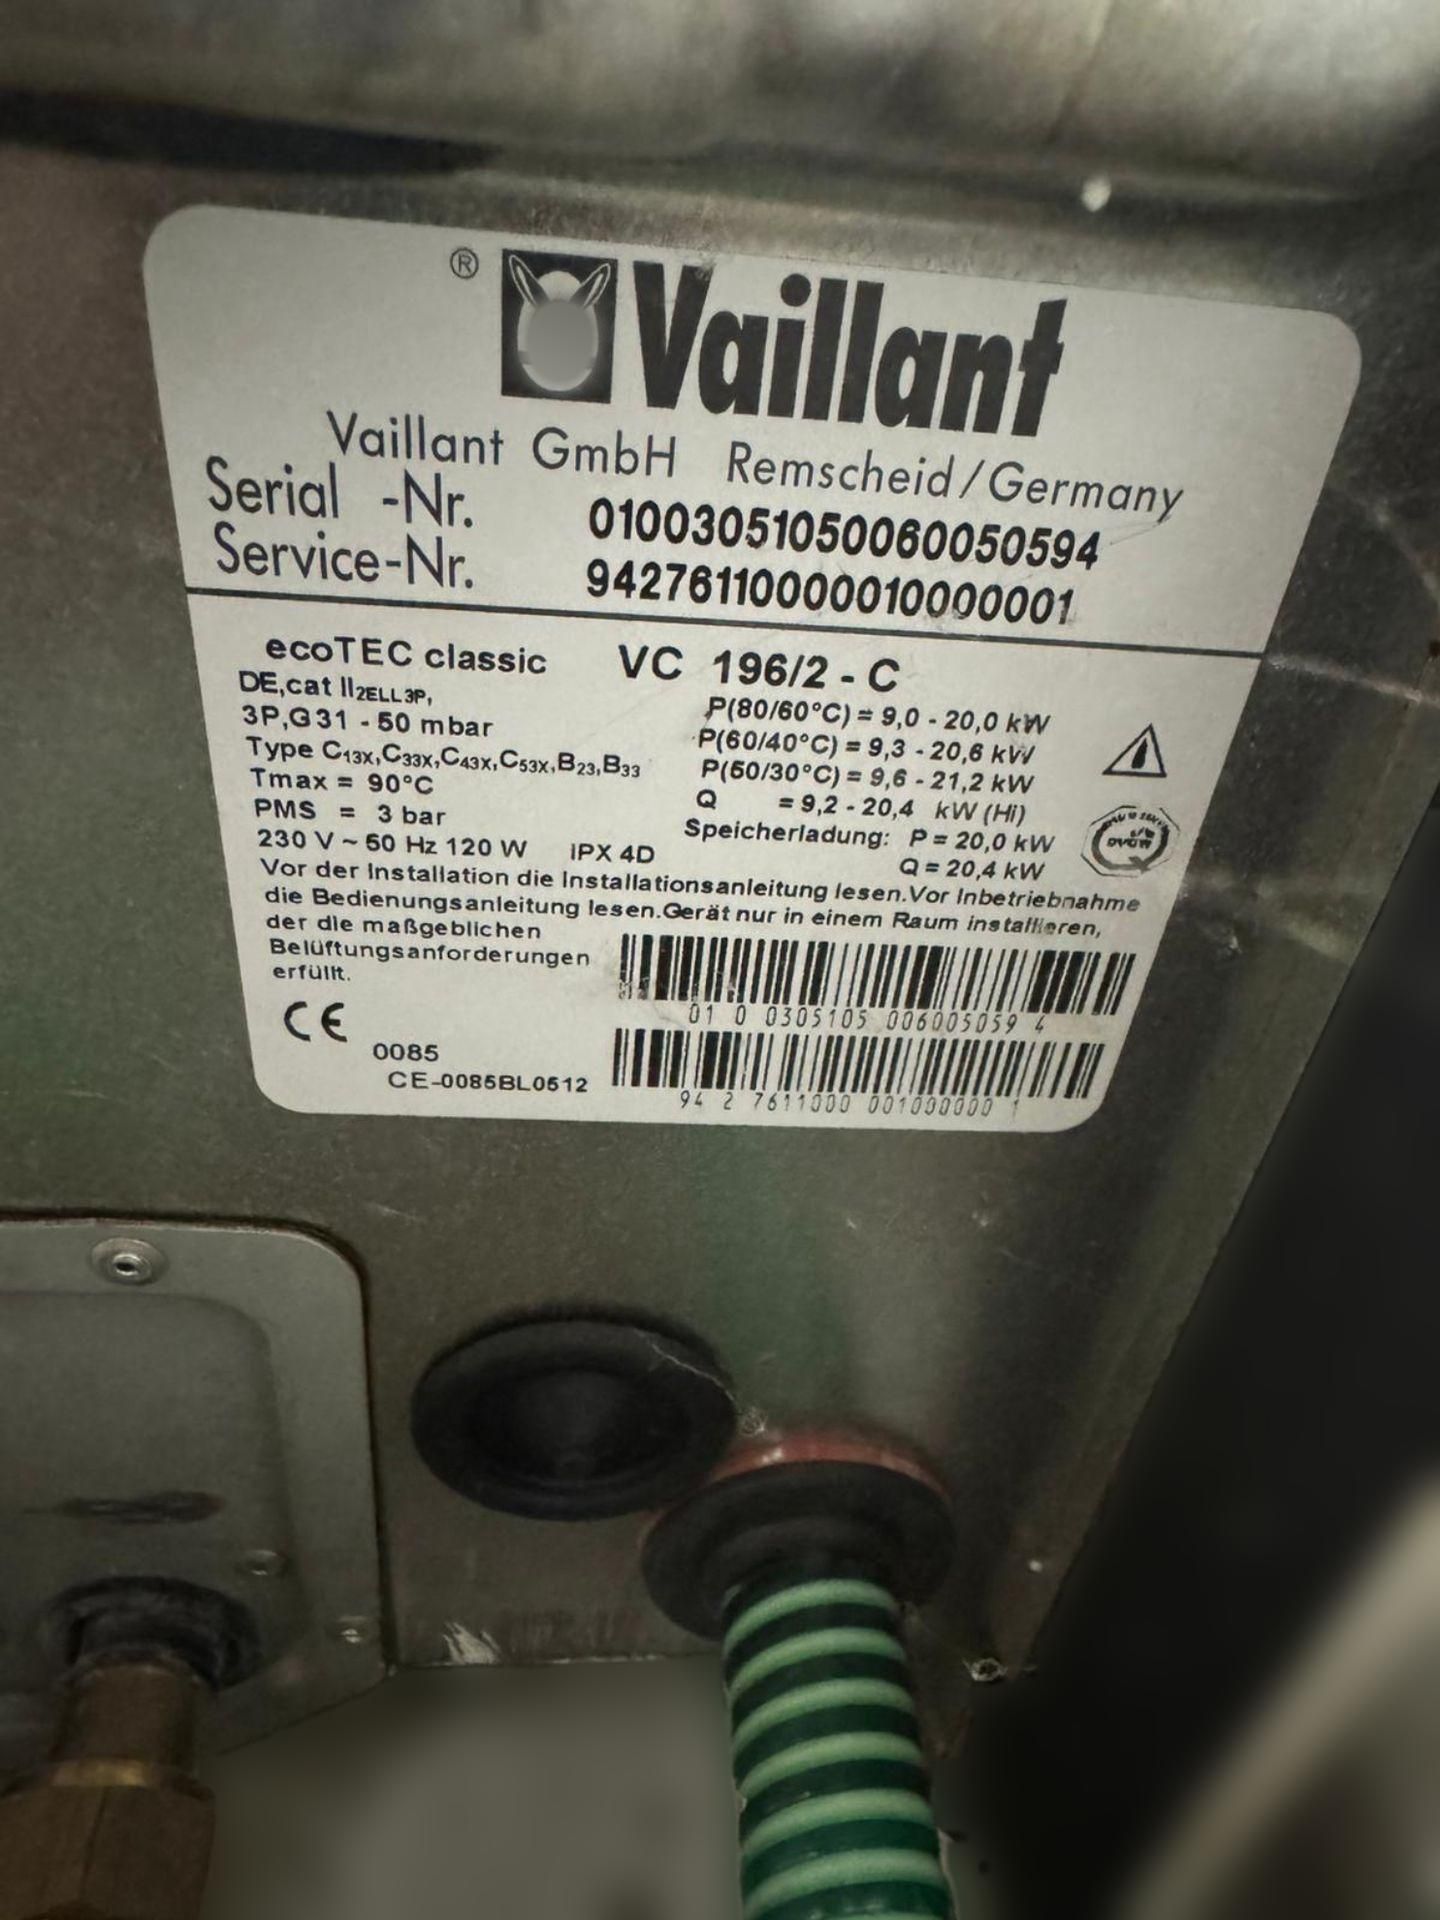 ® Vaillant
Vaillant GmbH Remscheid/Germany
Serial -Nr. 01003051050060050594
Service-Nr. 94276110000010000001
ecoTEC classic VC 196/2 - C
DE,cat II2ELL3P,
3P,G31 - 50 mbar
Type C13X,C33X,C43X,C53X,B23,B33
Tmax = 90°C
PMS = 3 bar
230 V ~ 50 Hz 120 W IPX 4D
P(80/60°C) = 9,0 - 20,0 kW
P(60/40°C) = 9,3 - 20,6 kW
P(50/30°C) = 9,6 - 21,2 kW
Q = 9,2 - 20,4 kW (Hi)
Speicherladung: P = 20,0 kW
Q = 20,4 kW
Vor der Installation die Installationsanleitung lesen.Vor Inbetriebnahme
die Bedienungsanleitung lesen.Gerät nur in einem Raum installieren,
der die maßgeblichen
Belüftungsanforderungen
erfüllt.
01 0 0305105 006005059 4
CE
0085
CE-0085BL0512
94 2 7611000 001000000 1
DVGW